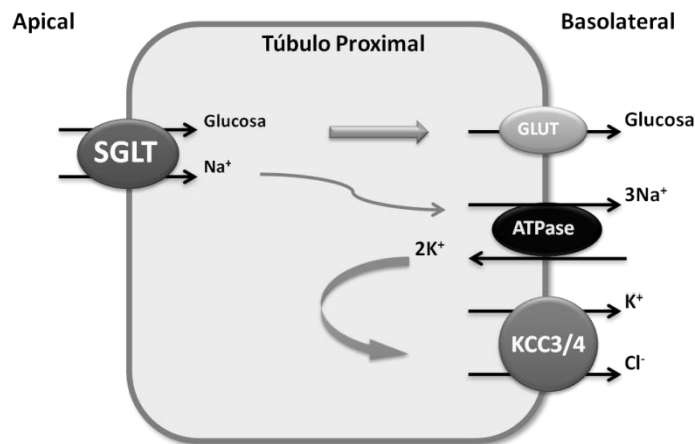 Apical
Basolateral
Túbulo Proximal
Glucosa
SGLT
Na⁺
GLUT
Glucosa
3Na⁺
ATPase
2K⁺
K⁺
KCC3/4
Cl⁻